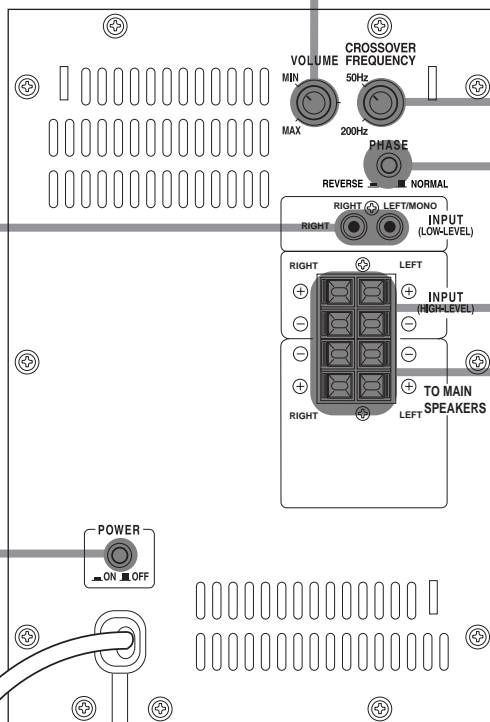 VOLUME
CROSSOVER
FREQUENCY
MIN
50Hz
MAX
200Hz
PHASE
REVERSE NORMAL
RIGHT LEFT/MONO
RIGHT
INPUT
(LOW-LEVEL)
RIGHT LEFT
+ +
INPUT
(HIGH-LEVEL)
− −
− −
+ +
TO MAIN
SPEAKERS
RIGHT LEFT
POWER
ON OFF